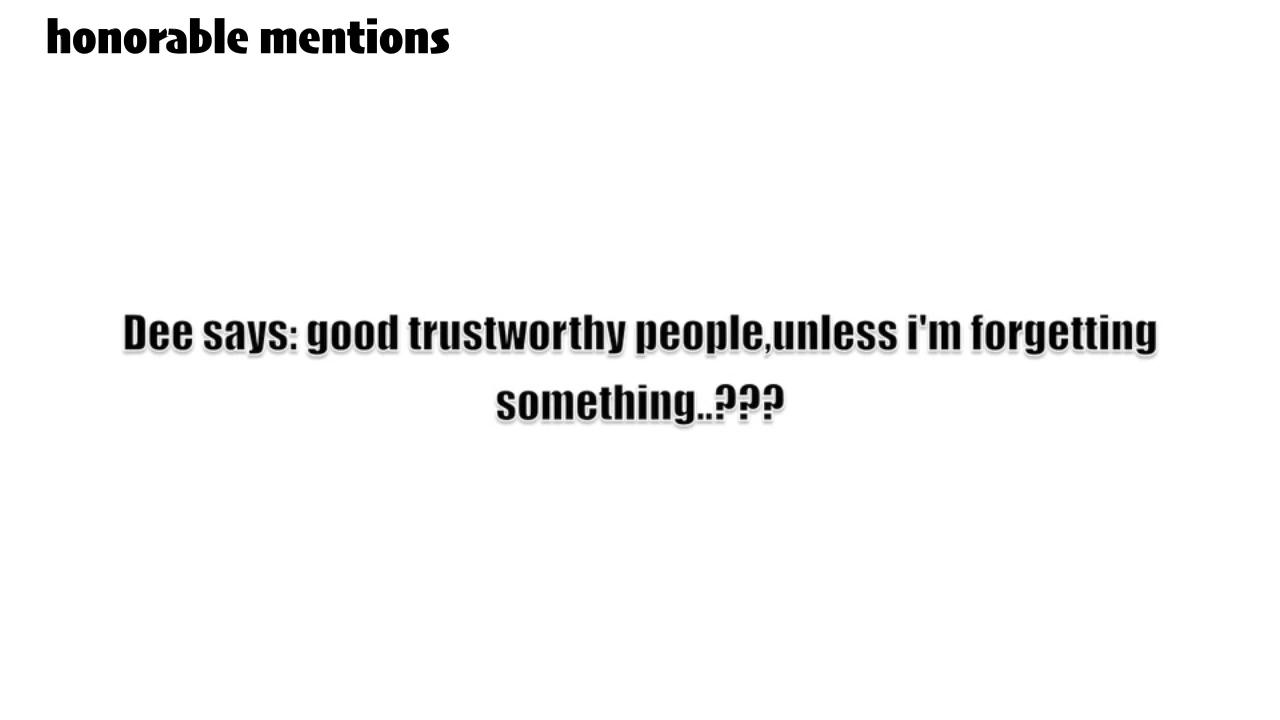 honorable mentions
Dee says: good trustworthy people,unless i'm forgetting
something..???